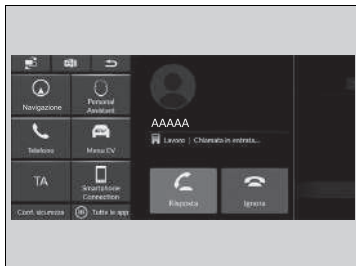 Navigazione
Personal
Assistant
AAAAA
Lavoro | Chiamata in entrata...
Telefono
Menu EV
TA
Smartphone
Connection
Risposta
Ignora
Conf. sicurezza
Tutte le app